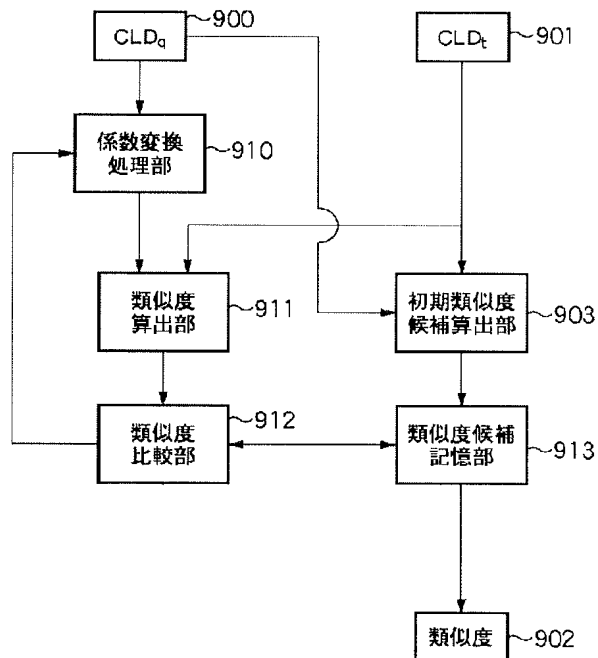 CLDq
900
CLDt
901
係数変換
処理部
910
類似度
算出部
911
初期類似度
候補算出部
903
類似度
比較部
912
類似度候補
記憶部
913
類似度
902